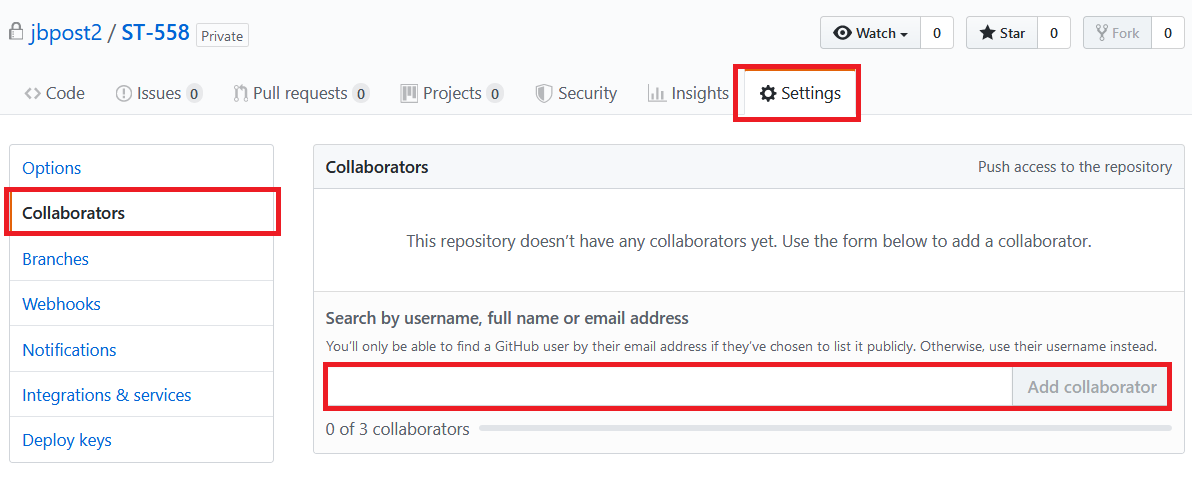 jbpost2 / ST-558 Private
Watch 0 Star 0 Fork 0
Code Issues 0 Pull requests 0 Projects 0 Security Insights Settings
Options
Collaborators
Branches
Webhooks
Notifications
Integrations & services
Deploy keys
Collaborators Push access to the repository
This repository doesn’t have any collaborators yet. Use the form below to add a collaborator.
Search by username, full name or email address
You’ll only be able to find a GitHub user by their email address if they’ve chosen to list it publicly. Otherwise, use their username instead.
Add collaborator
0 of 3 collaborators